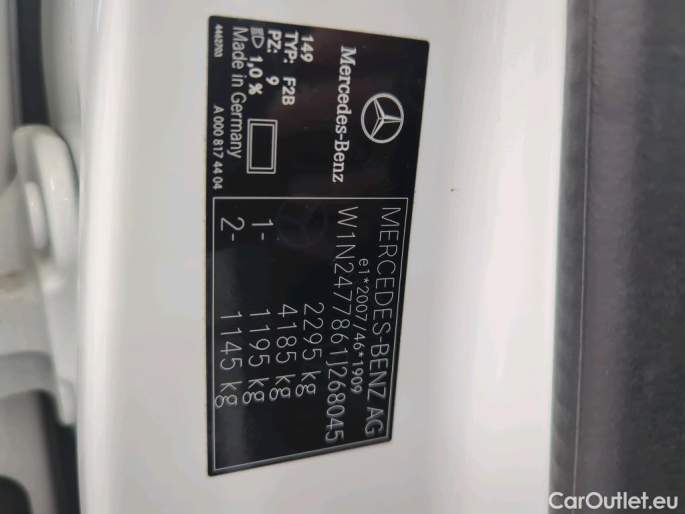 Mercedes-Benz
149
TYP: F2B
PZ: 9
1,0 %
Made in Germany
4462703
A 000 817 44 04
MERCEDES-BENZ AG
e1*2007/46*1909
W1N2477861J268045
2295 kg
4185 kg
1- 1195 kg
2- 1145 kg
CarOutlet.eu